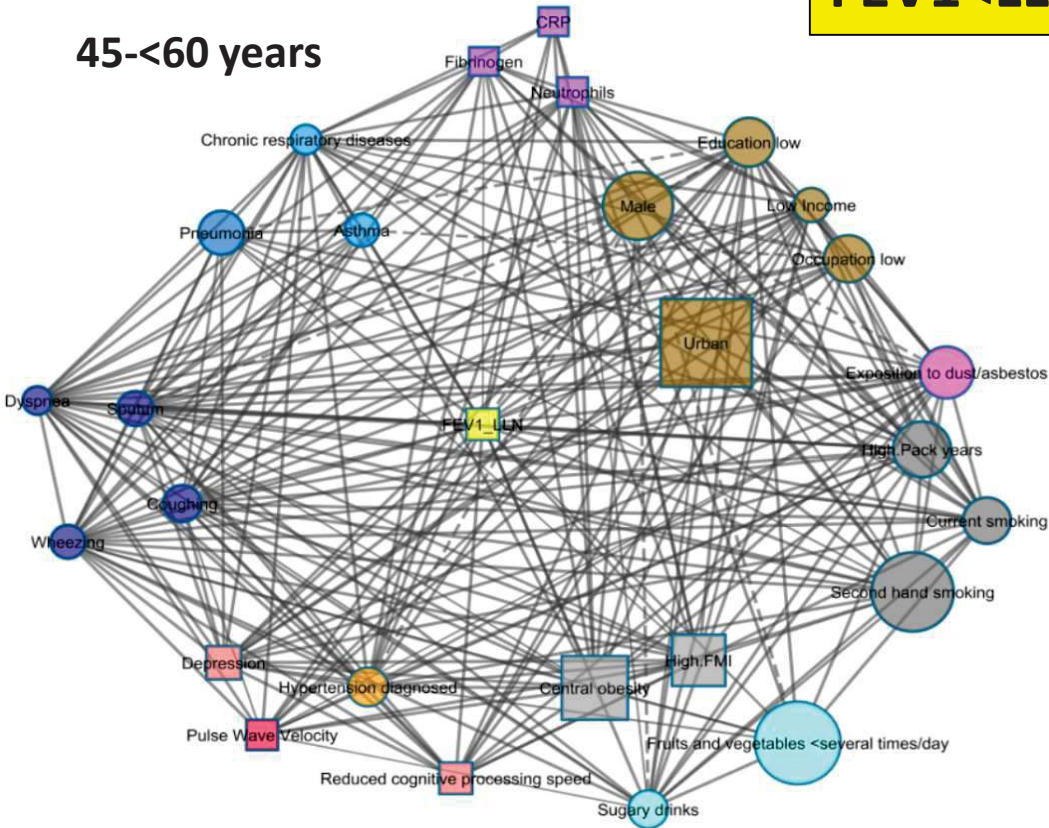 FEV1<LL
45-<60 years
CRP
Fibrinogen
Neutrophils
Chronic respiratory diseases
Education low
Male
Low Income
Pneumonia
Asthma
Occupation low
Urban
Exposition to dust/asbestos
Dyspnea
Sputum
FEV1_LLN
High.Pack years
Coughing
Current smoking
Wheezing
Second hand smoking
Depression
High.FMI
Hypertension diagnosed
Central obesity
Pulse Wave Velocity
Fruits and vegetables <several times/day
Reduced cognitive processing speed
Sugary drinks